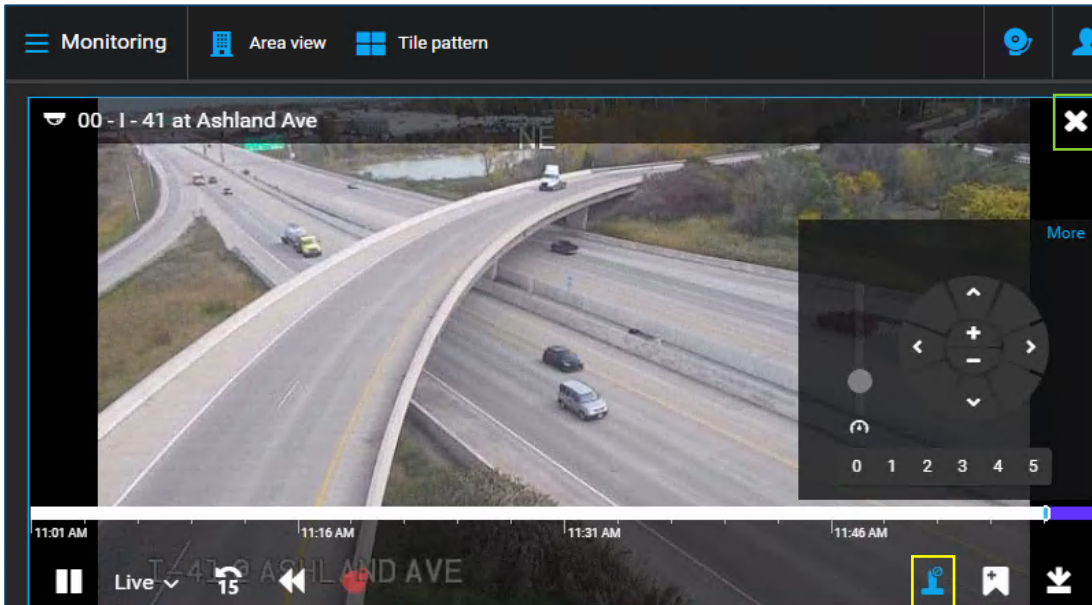 Monitoring Area view Tile pattern
00 - I - 41 at Ashland Ave
NE
More
0 1 2 3 4 5
11:01 AM 11:16 AM 11:31 AM 11:46 AM
I-41 @ ASHLAND AVE
Live 15